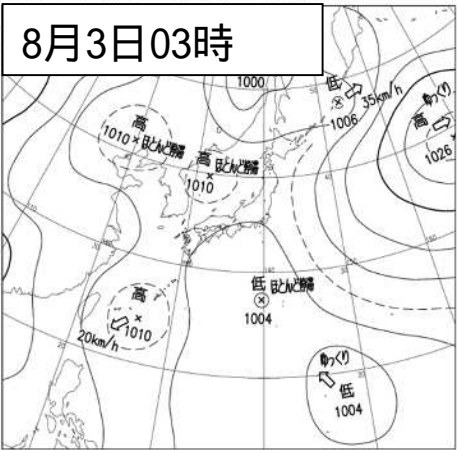 8月3日03時
1000
低
35km/h
1006
ゆっくり
高
1026
高
1010
ほとんど停滞
高
ほとんど停滞
1010
低
ほとんど停滞
1004
高
1010
20km/h
ゆっくり
低
1004